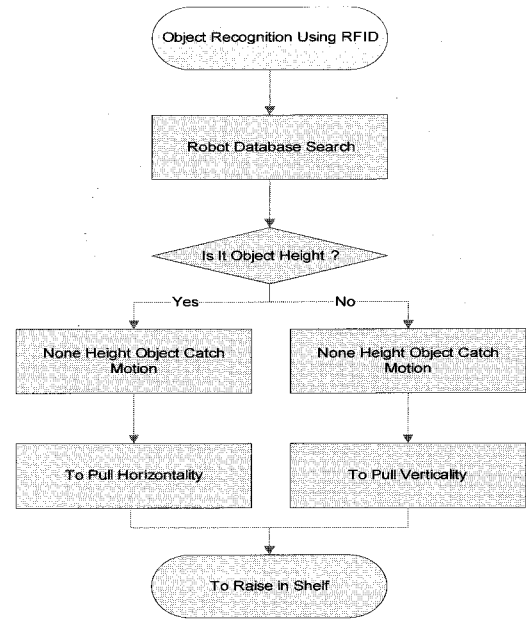 Object Recognition Using RFID
Robot Database Search
Is It Object Height ?
Yes
No
None Height Object Catch
Motion
None Height Object Catch
Motion
To Pull Horizontality
To Pull Verticality
To Raise in Shelf